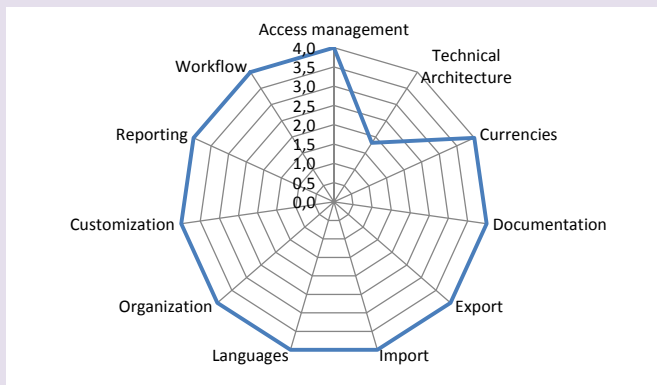 Access management
Technical
Architecture
Currencies
Documentation
Export
Import
Languages
Organization
Customization
Reporting
Workflow
4,0
3,5
3,0
2,5
2,0
1,5
1,0
0,5
0,0